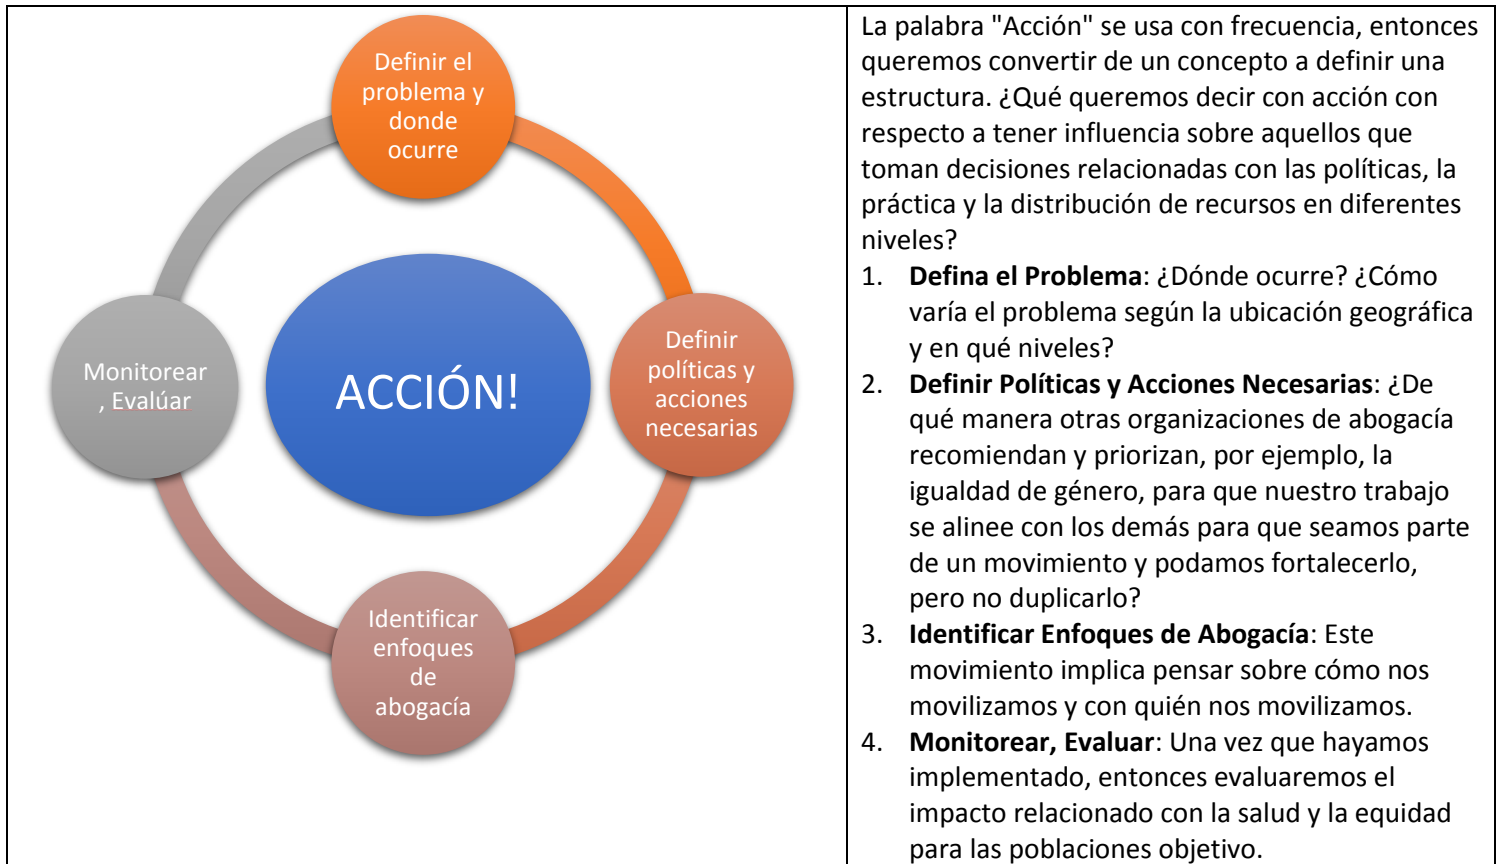 Definir el
problema y
donde
ocurre
Definir
políticas y
acciones
necesarias
Identificar
enfoques
de
abogacía
Monitorear
, Evalúar
ACCIÓN!
La palabra "Acción" se usa con frecuencia, entonces
queremos convertir de un concepto a definir una
estructura. ¿Qué queremos decir con acción con
respecto a tener influencia sobre aquellos que
toman decisiones relacionadas con las políticas, la
práctica y la distribución de recursos en diferentes
niveles?
1. Defina el Problema: ¿Dónde ocurre? ¿Cómo
varía el problema según la ubicación geográfica
y en qué niveles?
2. Definir Políticas y Acciones Necesarias: ¿De
qué manera otras organizaciones de abogacía
recomiendan y priorizan, por ejemplo, la
igualdad de género, para que nuestro trabajo
se alinee con los demás para que seamos parte
de un movimiento y podamos fortalecerlo,
pero no duplicarlo?
3. Identificar Enfoques de Abogacía: Este
movimiento implica pensar sobre cómo nos
movilizamos y con quién nos movilizamos.
4. Monitorear, Evaluar: Una vez que hayamos
implementado, entonces evaluaremos el
impacto relacionado con la salud y la equidad
para las poblaciones objetivo.